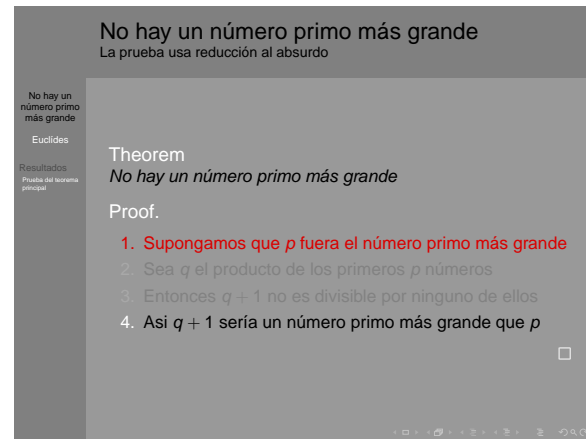 No hay un número primo más grande
La prueba usa reducción al absurdo
No hay un
número primo
más grande
Euclídes
Resultados
Prueba del teorema
principal
Theorem
No hay un número primo más grande
Proof.
1. Supongamos que p fuera el número primo más grande
2. Sea q el producto de los primeros p números
3. Entonces q + 1 no es divisible por ninguno de ellos
4. Asi q + 1 sería un número primo más grande que p